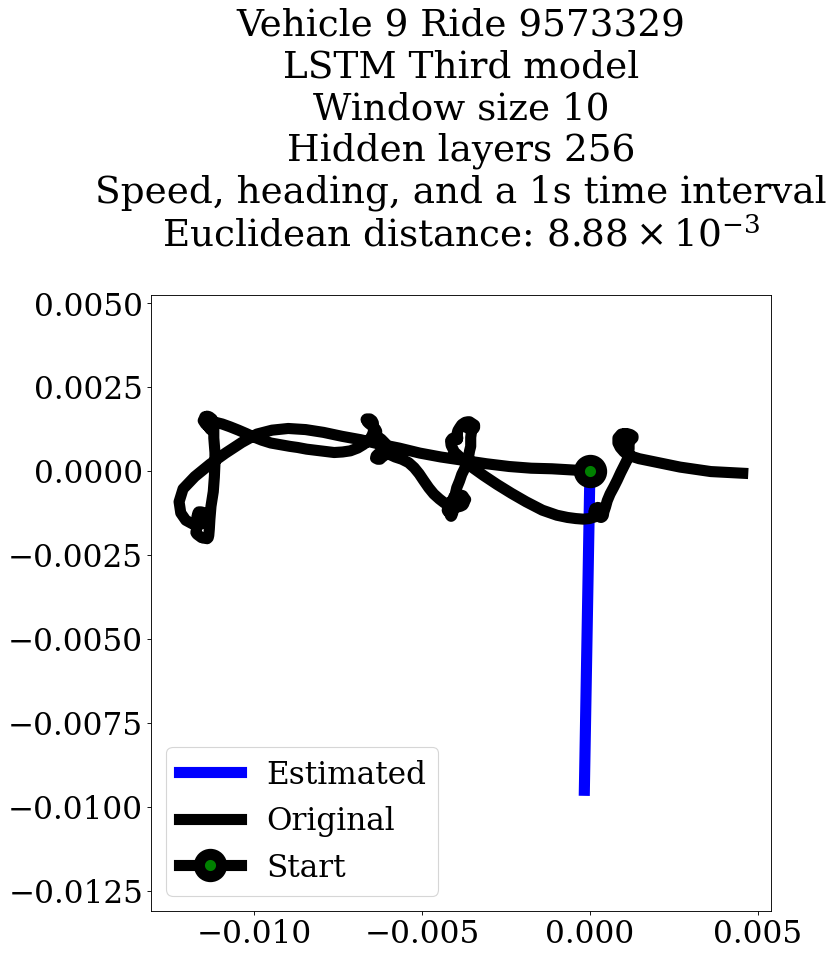 Vehicle 9 Ride 9573329
LSTM Third model
Window size 10
Hidden layers 256
Speed, heading, and a 1s time interval
Euclidean distance: 8.88 × 10⁻³
0.0050
0.0025
0.0000
−0.0025
−0.0050
−0.0075
−0.0100
−0.0125
Estimated
Original
Start
−0.010
−0.005
0.000
0.005